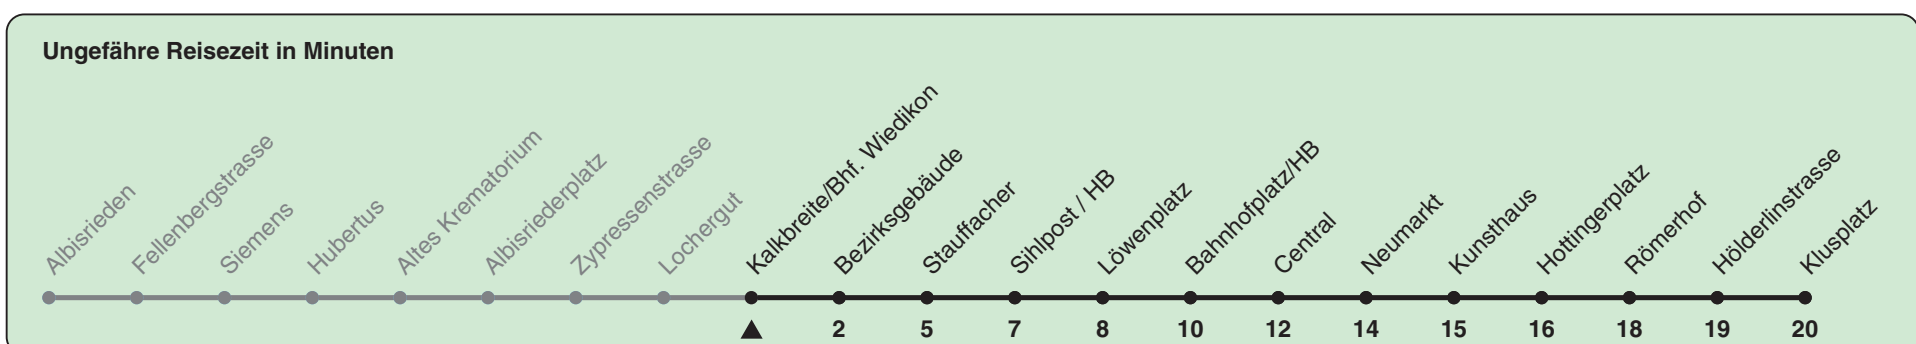 Ungefähre Reisezeit in Minuten
Albisrieden
Fellenbergstrasse
Siemens
Hubertus
Altes Krematorium
Albisriederplatz
Zypressenstrasse
Lochergut
Kalkbreite/Bhf. Wiedikon
Bezirksgebäude
Stauffacher
Sihlpost / HB
Löwenplatz
Bahnhofplatz/HB
Central
Neumarkt
Kunsthaus
Hottingerplatz
Römerhof
Hölderlinstrasse
Klusplatz
2 5 7 8 10 12 14 15 16 18 19 20